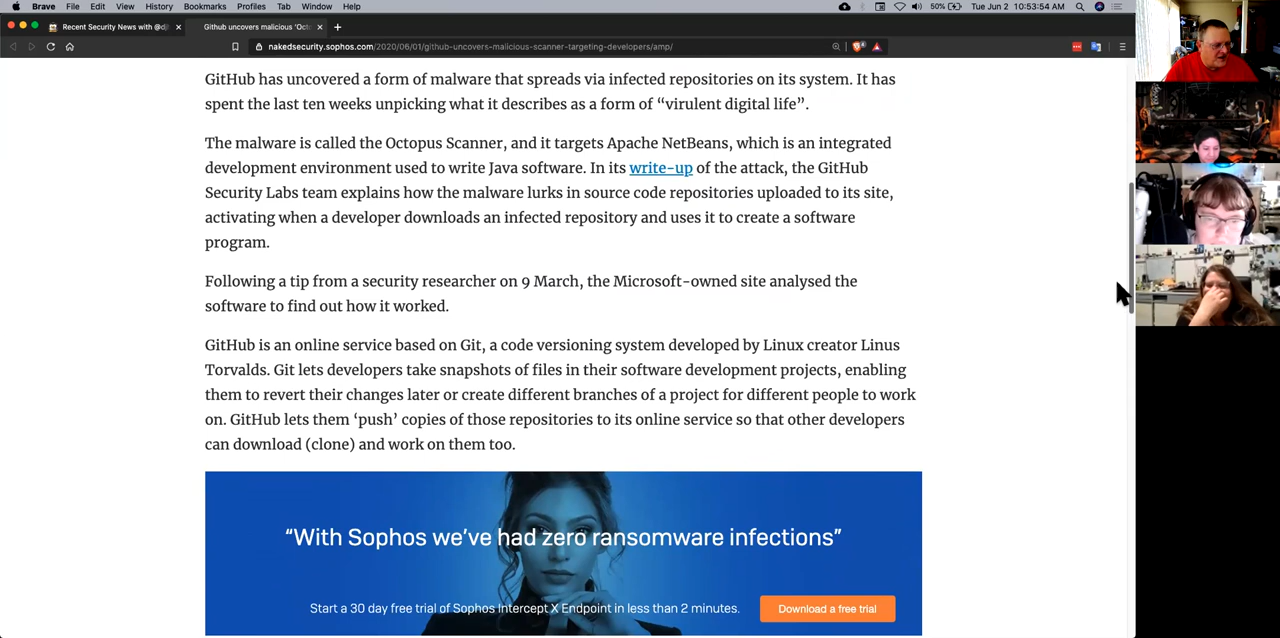 Brave File Edit View History Bookmarks Profiles Tab Window Help 50% Tue Jun 2 10:53:54 AM
Recent Security News with @dj
Github uncovers malicious 'Octo
nakedsecurity.sophos.com/2020/06/01/github-uncovers-malicious-scanner-targeting-developers/amp/
GitHub has uncovered a form of malware that spreads via infected repositories on its system. It has
spent the last ten weeks unpicking what it describes as a form of “virulent digital life”.
The malware is called the Octopus Scanner, and it targets Apache NetBeans, which is an integrated
development environment used to write Java software. In its write-up of the attack, the GitHub
Security Labs team explains how the malware lurks in source code repositories uploaded to its site,
activating when a developer downloads an infected repository and uses it to create a software
program.
Following a tip from a security researcher on 9 March, the Microsoft-owned site analysed the
software to find out how it worked.
GitHub is an online service based on Git, a code versioning system developed by Linux creator Linus
Torvalds. Git lets developers take snapshots of files in their software development projects, enabling
them to revert their changes later or create different branches of a project for different people to work
on. GitHub lets them ‘push’ copies of those repositories to its online service so that other developers
can download (clone) and work on them too.
“With Sophos we’ve had zero ransomware infections”
Start a 30 day free trial of Sophos Intercept X Endpoint in less than 2 minutes.
Download a free trial